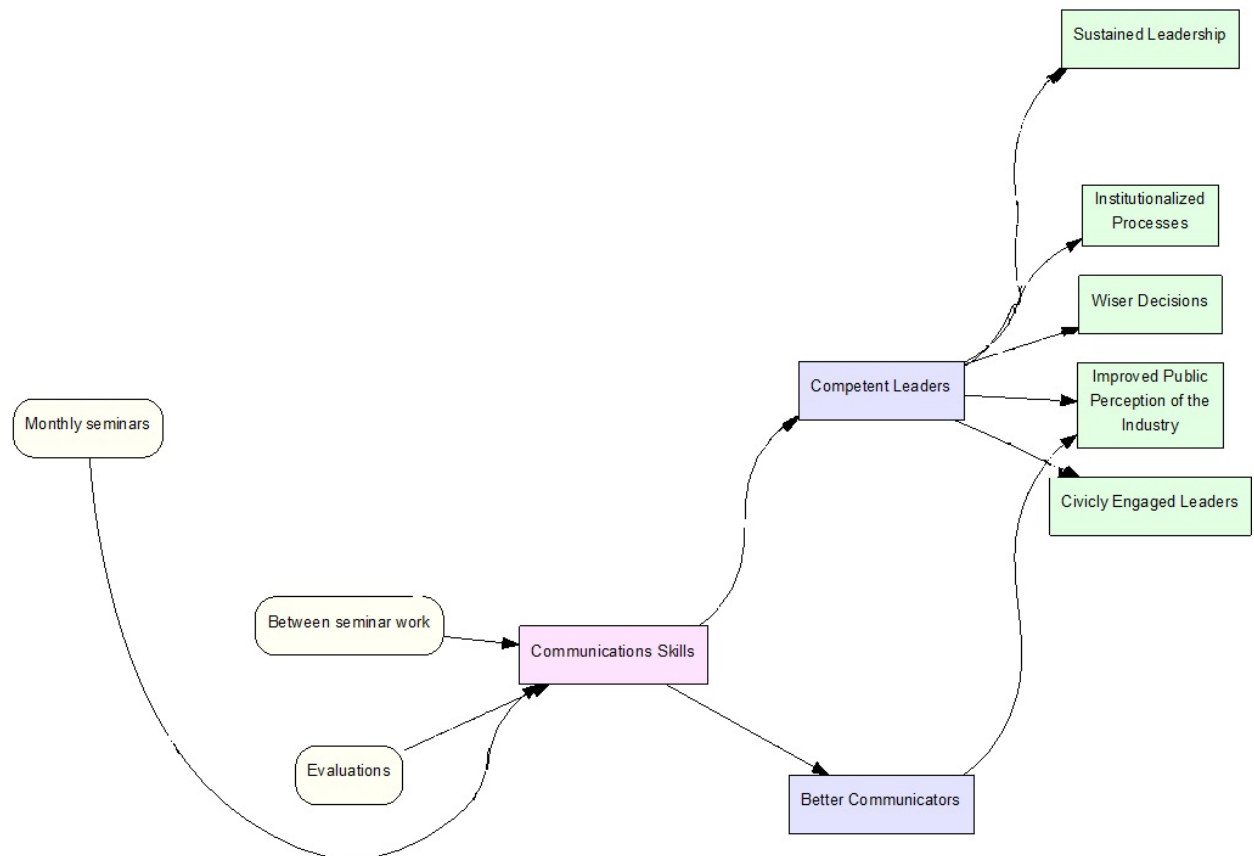 Sustained Leadership
Institutionalized
Processes
Wiser Decisions
Competent Leaders
Improved Public
Perception of the
Industry
Monthly seminars
Civicly Engaged Leaders
Between seminar work
Communications Skills
Evaluations
Better Communicators